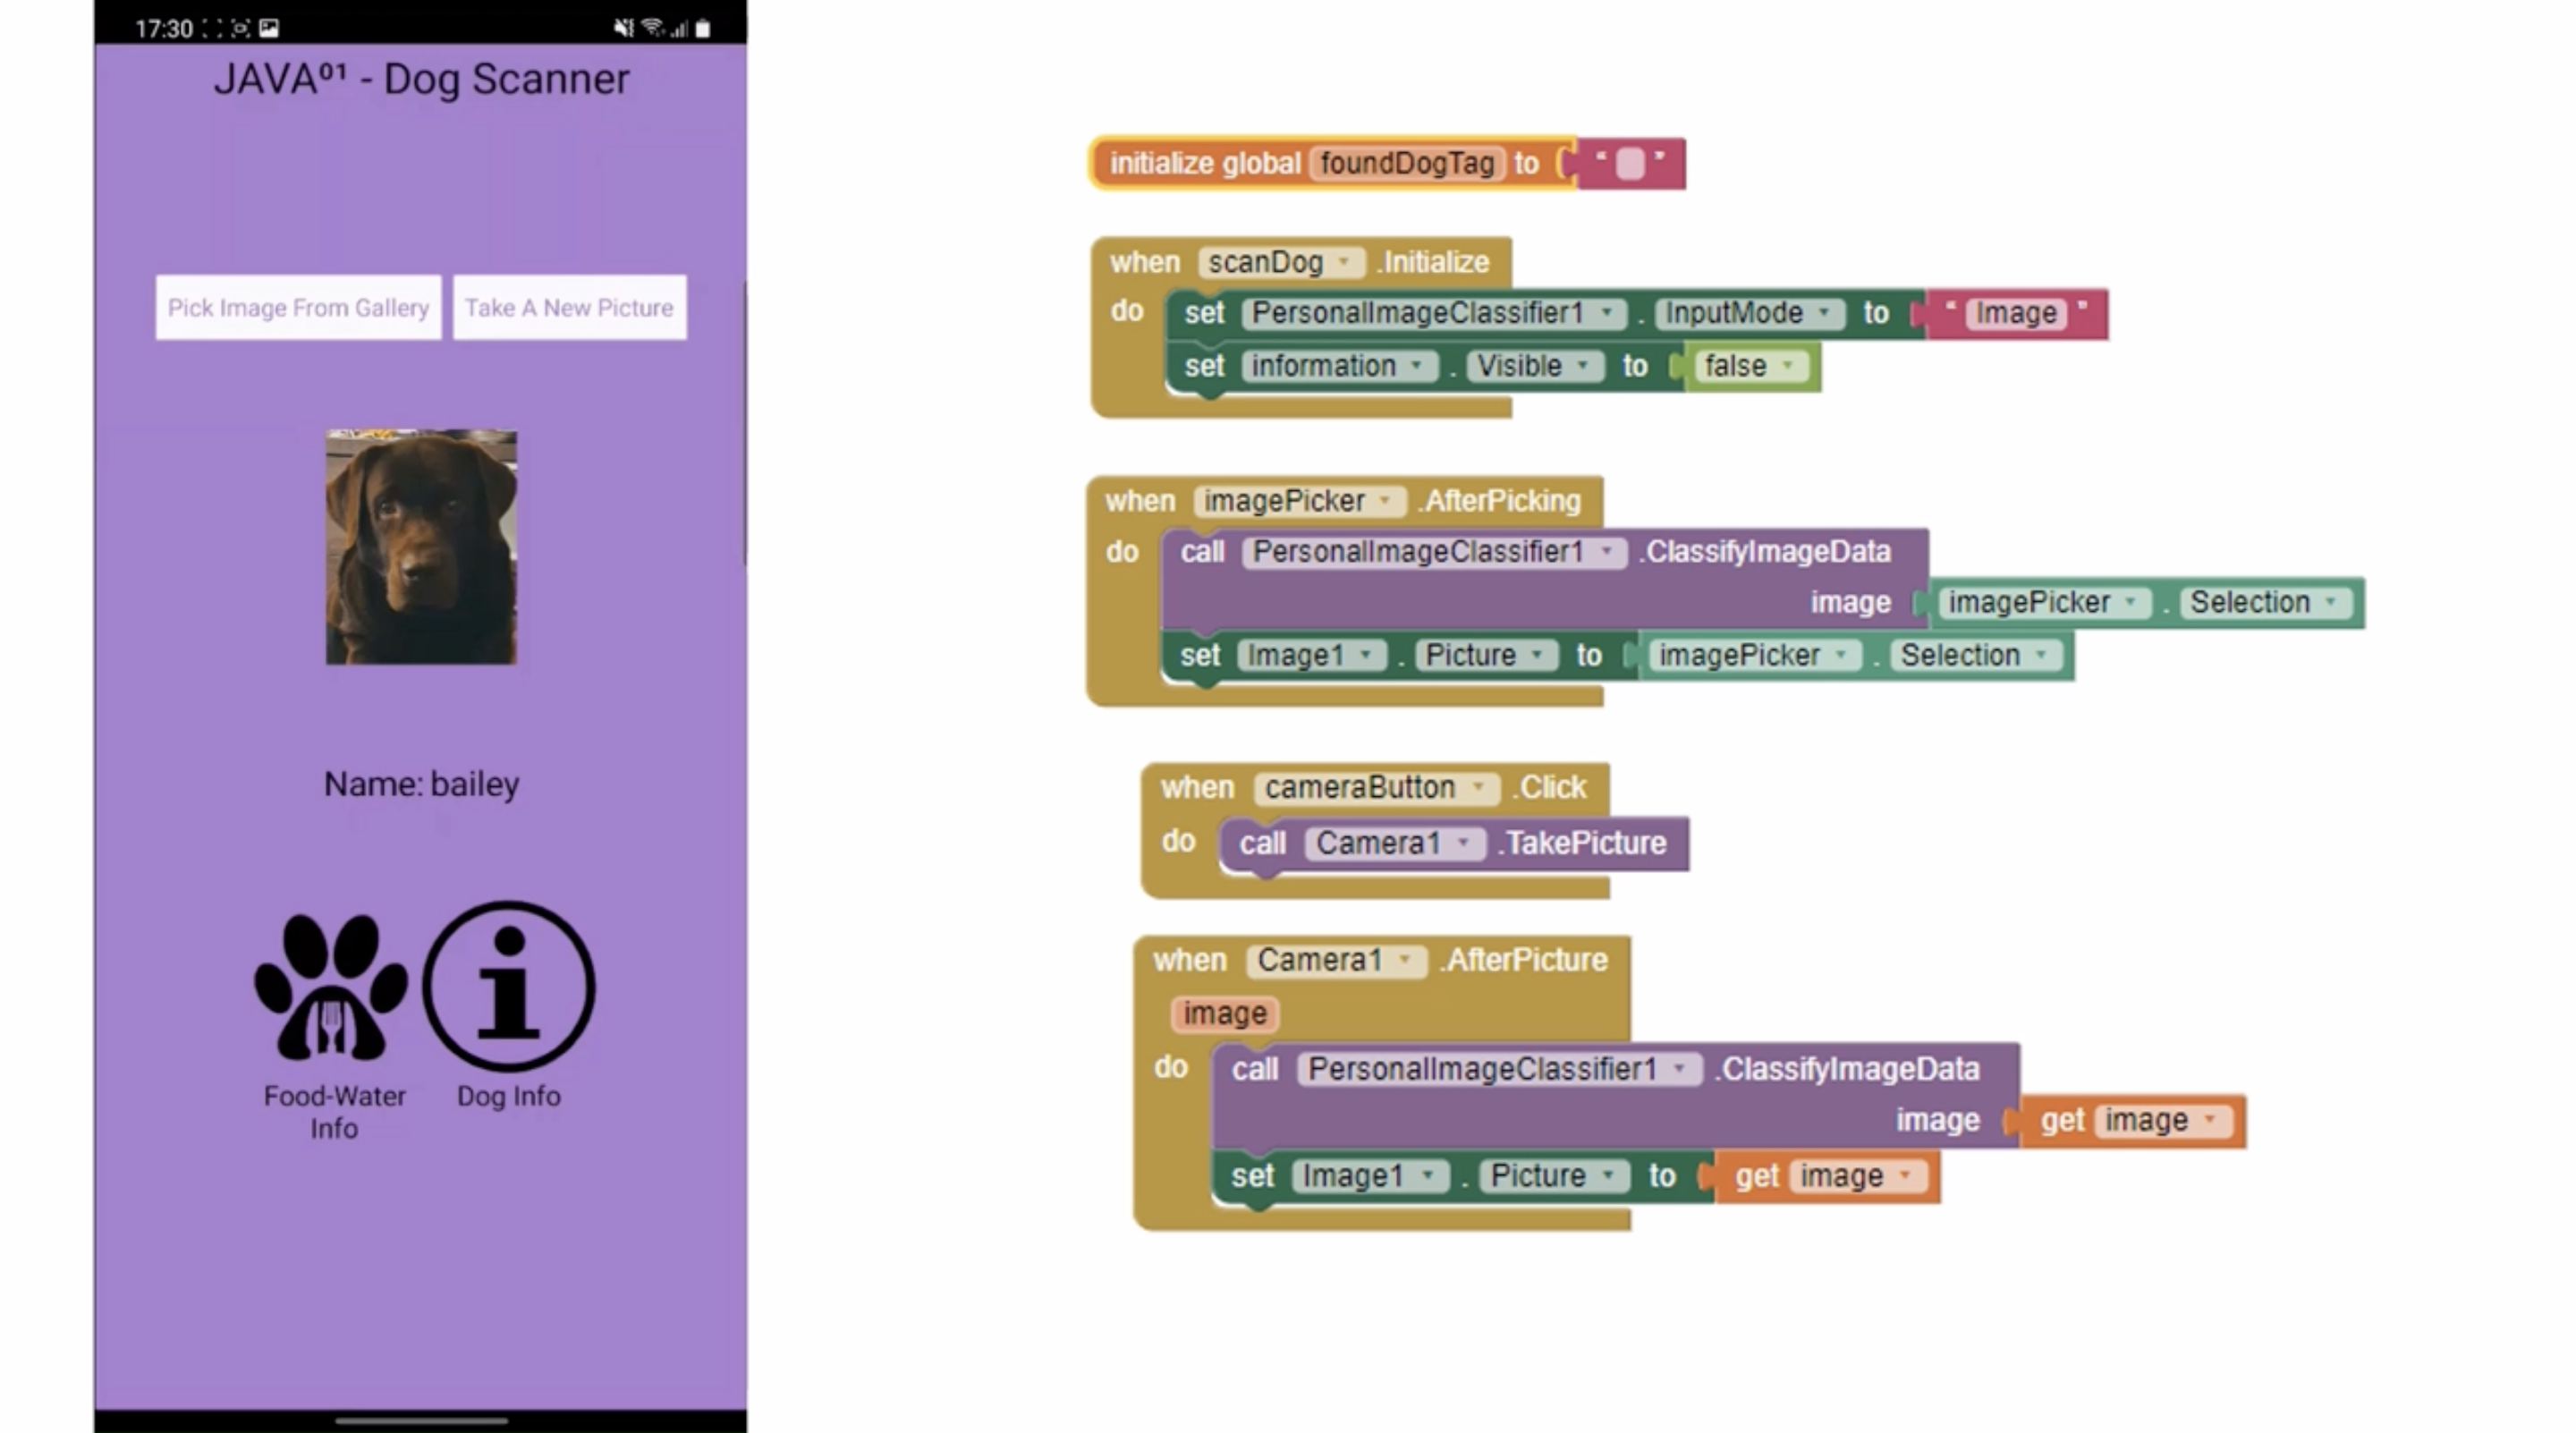 17:30
JAVA⁰¹ - Dog Scanner
Pick Image From Gallery
Take A New Picture
Name: bailey
Food-Water
Info
Dog Info
initialize global foundDogTag to “ ”
when scanDog .Initialize
do set PersonalImageClassifier1 . InputMode to “ Image ”
set information . Visible to false
when imagePicker .AfterPicking
do call PersonalImageClassifier1 .ClassifyImageData
image imagePicker . Selection
set Image1 . Picture to imagePicker . Selection
when cameraButton .Click
do call Camera1 .TakePicture
when Camera1 .AfterPicture
image
do call PersonalImageClassifier1 .ClassifyImageData
image get image
set Image1 . Picture to get image